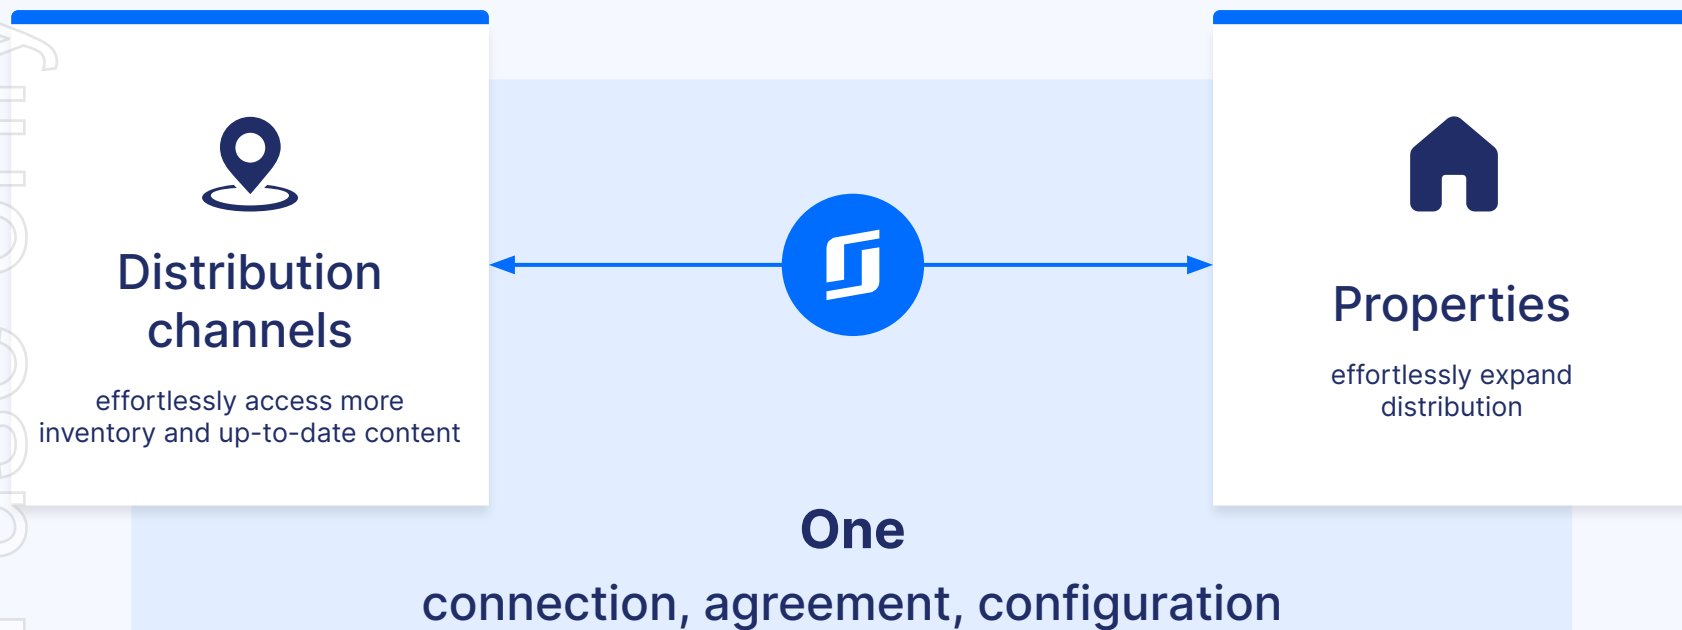 Distribution
channels
effortlessly access more
inventory and up-to-date content
Properties
effortlessly expand
distribution
One
connection, agreement, configuration